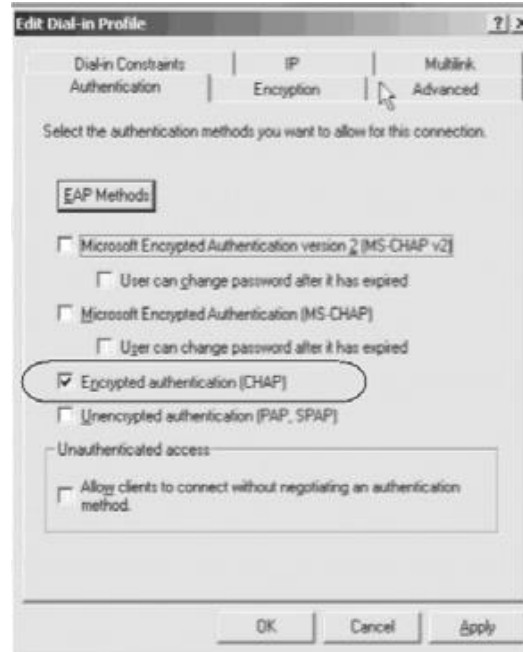 Edit Dial-in Profile
Dial-in Constraints IP Multilink
Authentication Encryption Advanced
Select the authentication methods you want to allow for this connection.
EAP Methods
Microsoft Encrypted Authentication version 2 (MS-CHAP v2)
User can change password after it has expired
Microsoft Encrypted Authentication (MS-CHAP)
User can change password after it has expired
Encrypted authentication (CHAP)
Unencrypted authentication (PAP, SPAP)
Unauthenticated access
Allow clients to connect without negotiating an authentication
method.
OK Cancel Apply